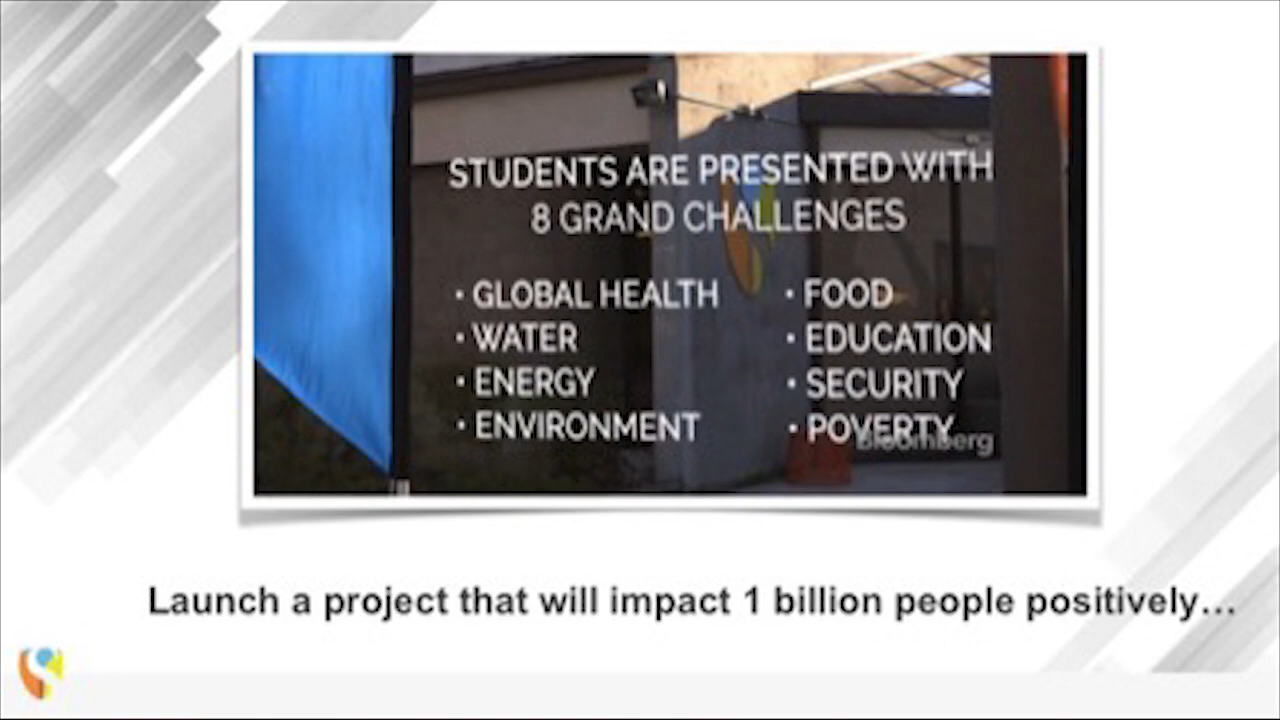 STUDENTS ARE PRESENTED WITH
8 GRAND CHALLENGES
· GLOBAL HEALTH
· WATER
· ENERGY
· ENVIRONMENT
· FOOD
· EDUCATION
· SECURITY
· POVERTY
Bloomberg
Launch a project that will impact 1 billion people positively...